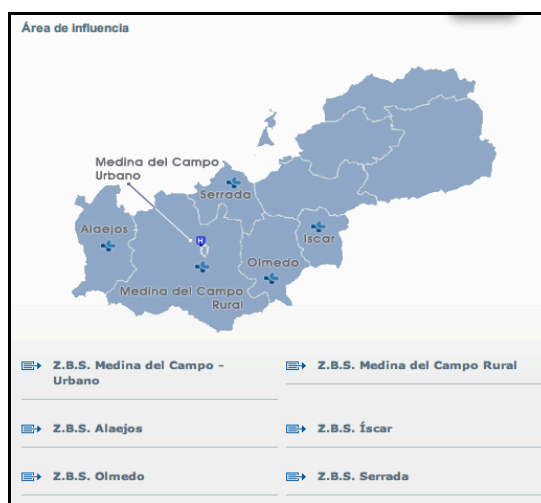 Área de influencia
Medina del Campo
Urbano
Serrada
Alaejos
H
Iscar
Olmedo
Medina del Campo
Rural
Z.B.S. Medina del Campo –
Urbano
Z.B.S. Medina del Campo Rural
Z.B.S. Alaejos
Z.B.S. Íscar
Z.B.S. Olmedo
Z.B.S. Serrada